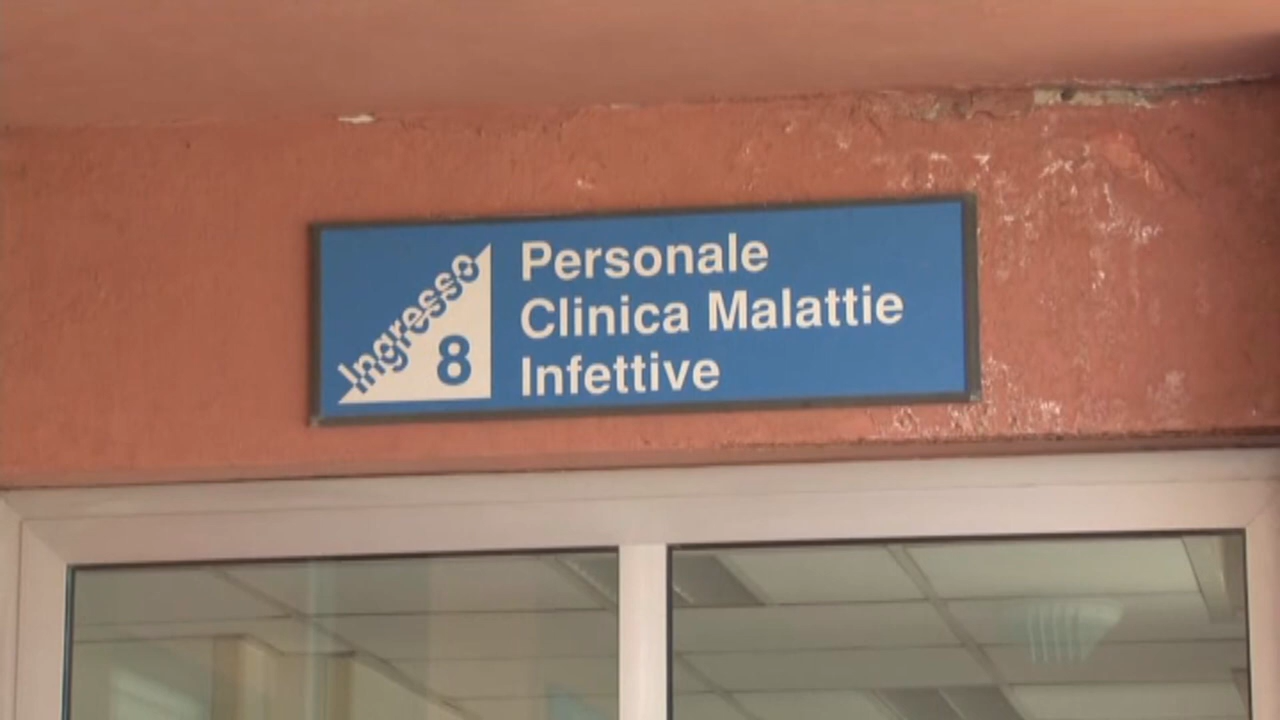 Ingresso
8
Personale
Clinica Malattie
Infettive